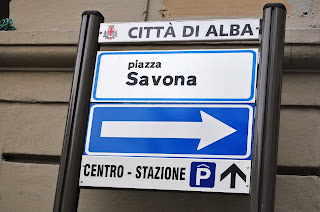 CITTÀ DI ALBA
piazza
Savona
CENTRO - STAZIONE P